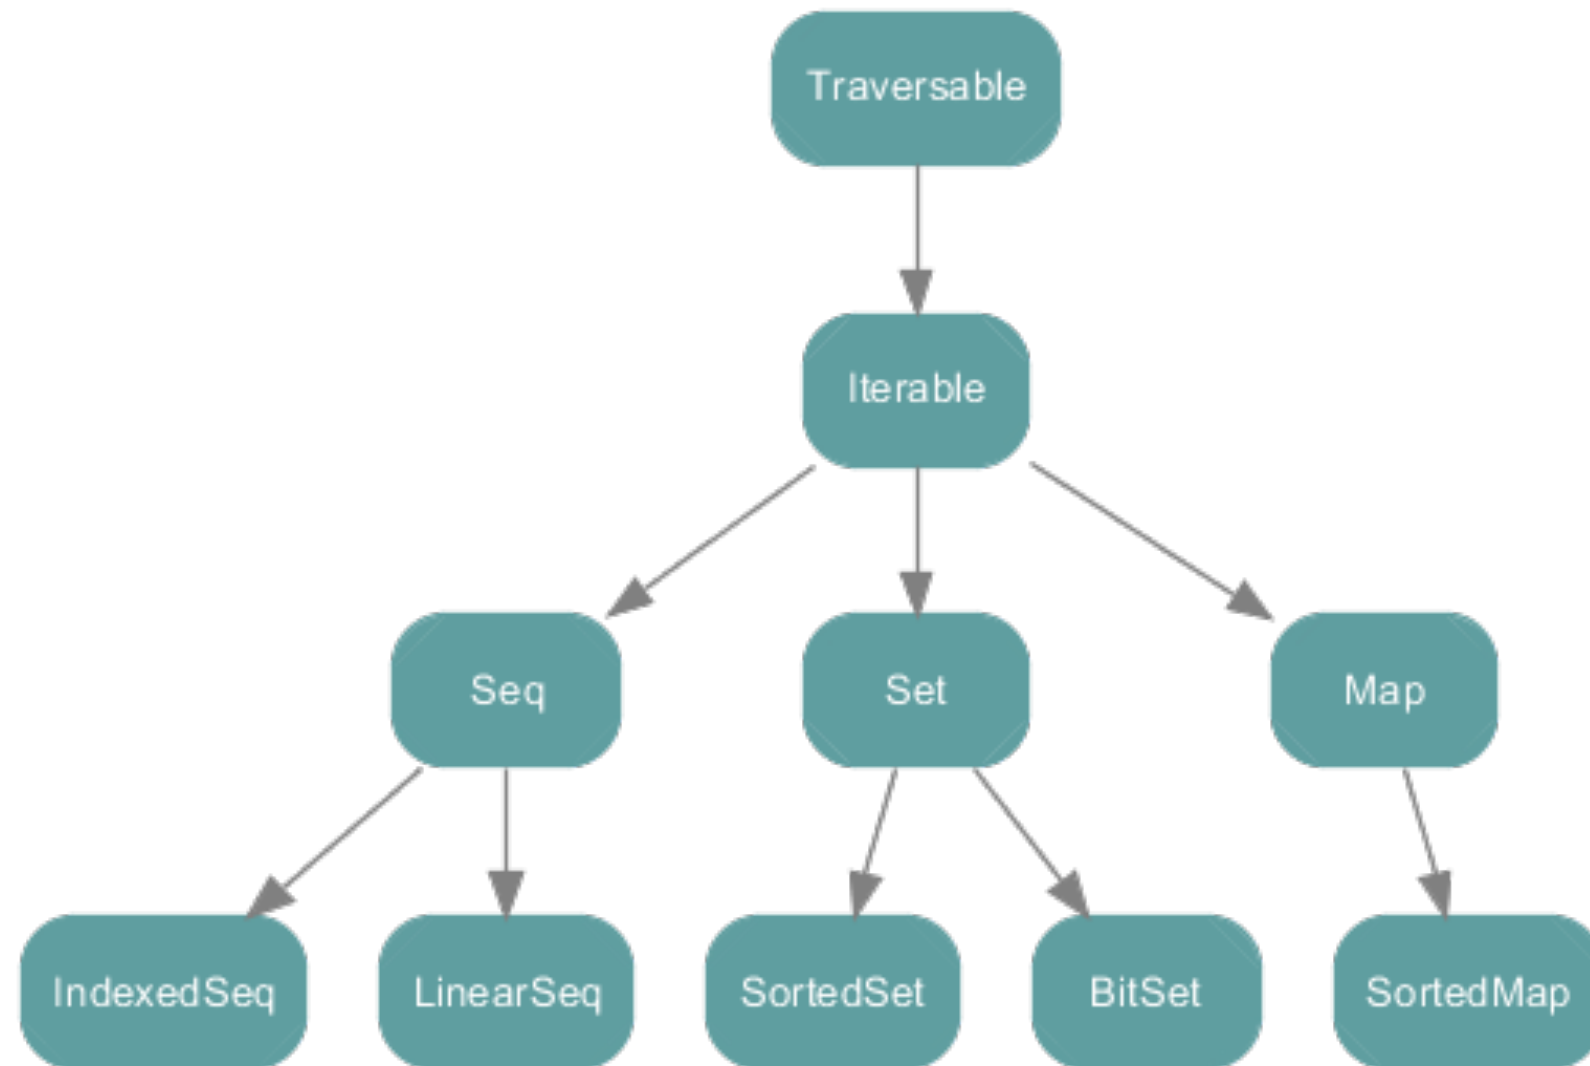 Traversable
Iterable
Seq
Set
Map
IndexedSeq
LinearSeq
SortedSet
BitSet
SortedMap